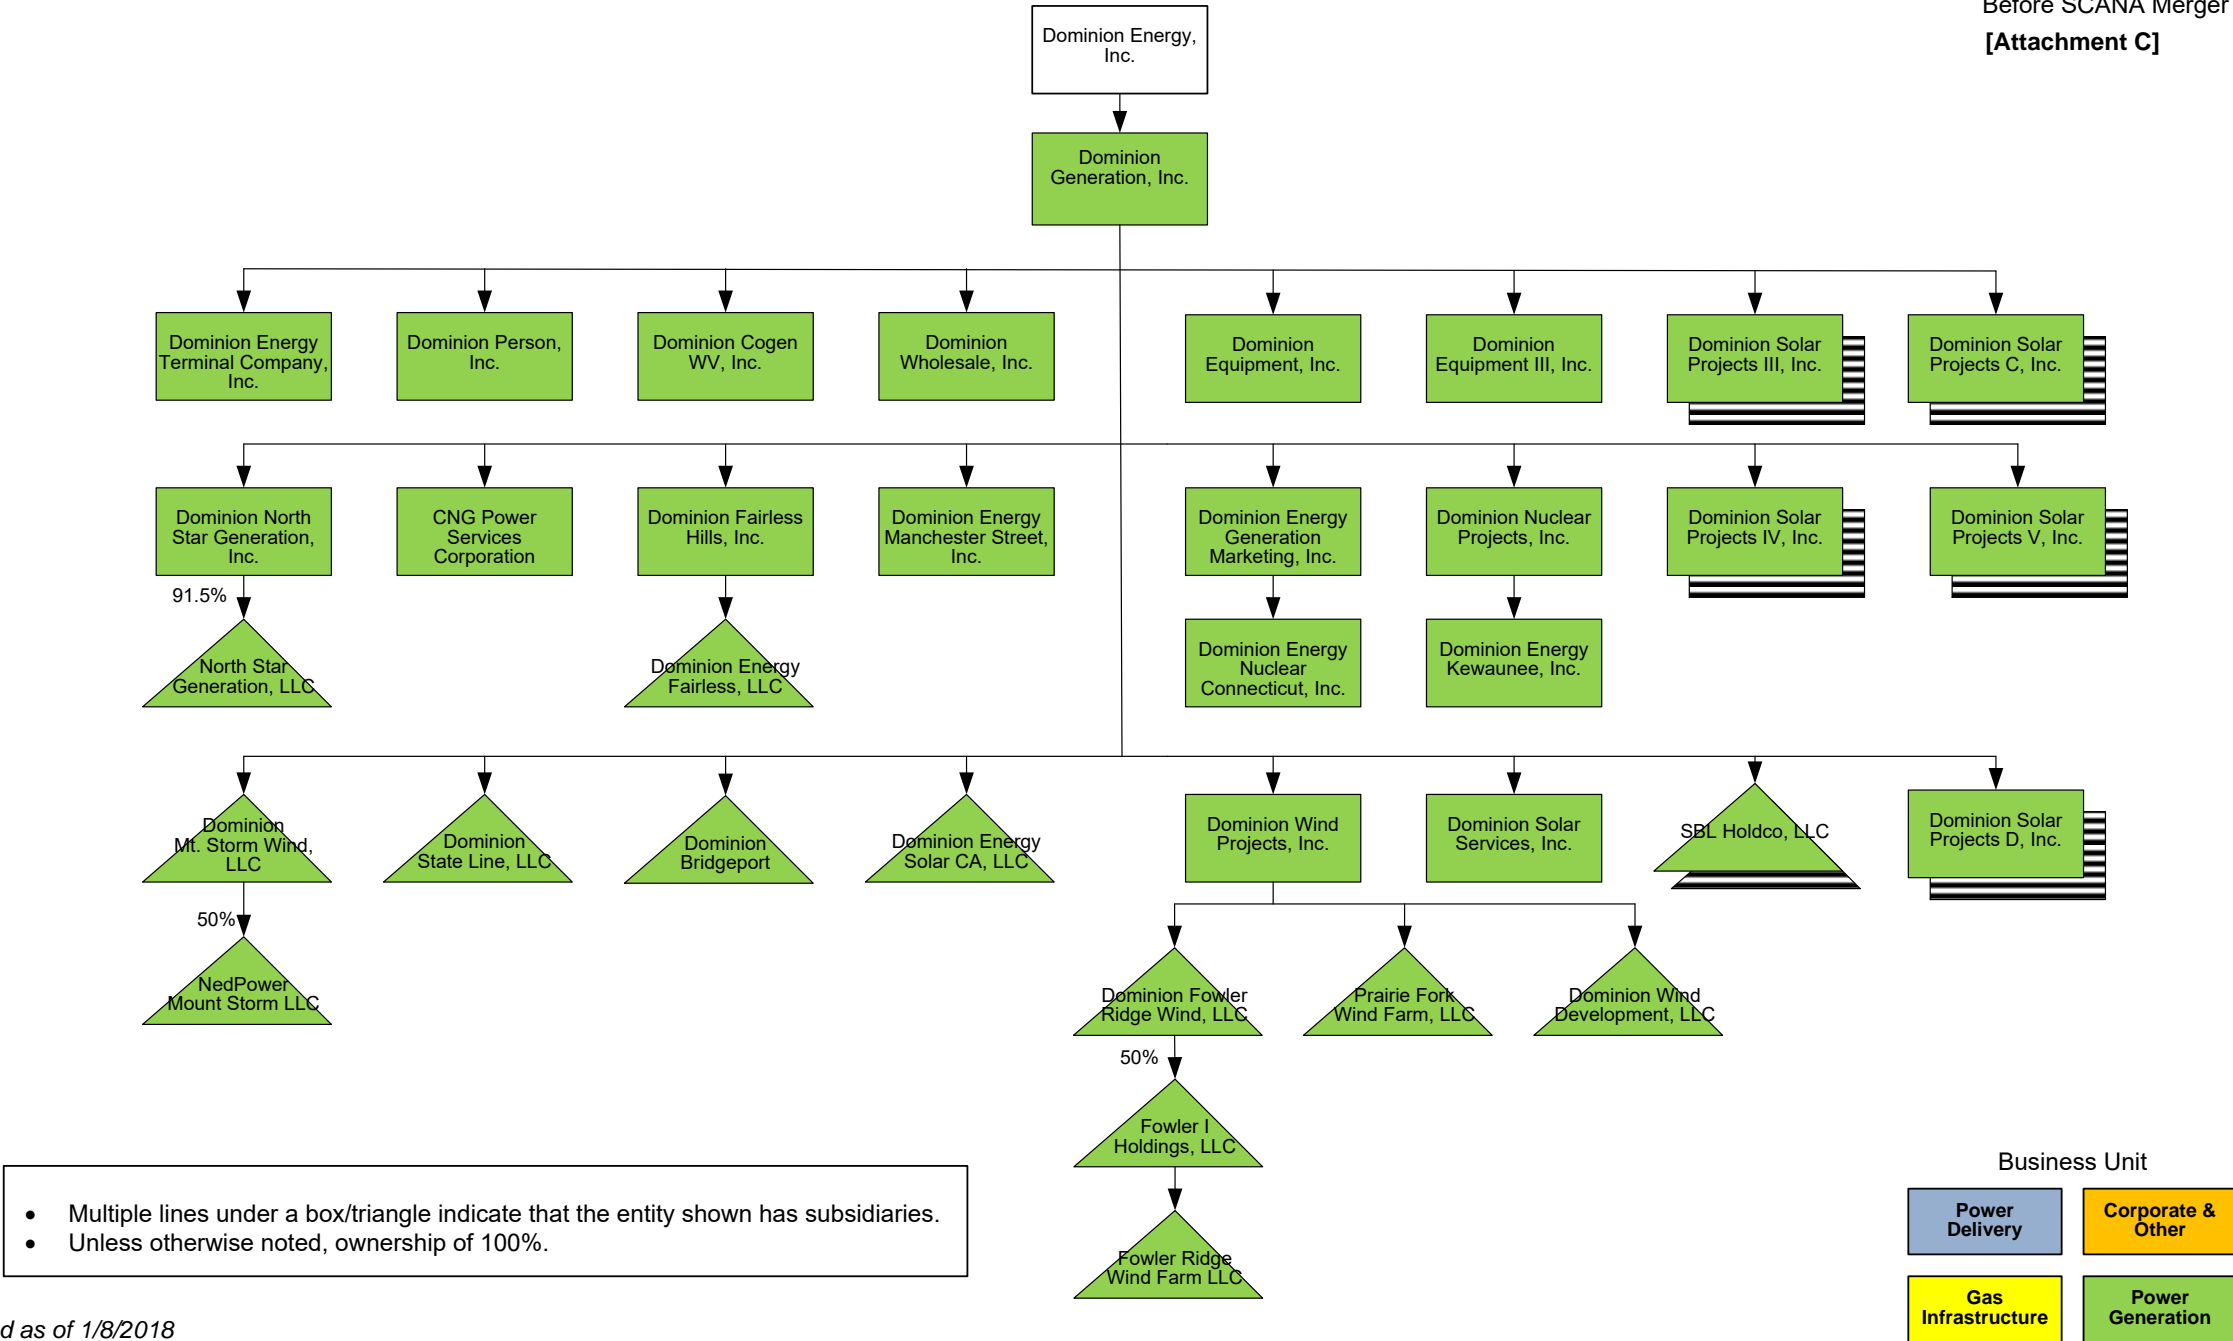 Before SCANA Merger
[Attachment C]
Dominion Energy,
Inc.
Dominion
Generation, Inc.
Dominion Energy
Terminal Company,
Inc.
Dominion Person,
Inc.
Dominion Cogen
WV, Inc.
Dominion
Wholesale, Inc.
Dominion
Equipment, Inc.
Dominion
Equipment III, Inc.
Dominion Solar
Projects III, Inc.
Dominion Solar
Projects C, Inc.
Dominion North
Star Generation,
Inc.
CNG Power
Services
Corporation
Dominion Fairless
Hills, Inc.
Dominion Energy
Manchester Street,
Inc.
Dominion Energy
Generation
Marketing, Inc.
Dominion Nuclear
Projects, Inc.
Dominion Solar
Projects IV, Inc.
Dominion Solar
Projects V, Inc.
91.5%
North Star
Generation, LLC
Dominion Energy
Fairless, LLC
Dominion Energy
Nuclear
Connecticut, Inc.
Dominion Energy
Kewaunee, Inc.
Dominion
Mt. Storm Wind,
LLC
Dominion
State Line, LLC
Dominion
Bridgeport
Dominion Energy
Solar CA, LLC
Dominion Wind
Projects, Inc.
Dominion Solar
Services, Inc.
SBL Holdco, LLC
Dominion Solar
Projects D, Inc.
50%
NedPower
Mount Storm LLC
Dominion Fowler
Ridge Wind, LLC
Prairie Fork
Wind Farm, LLC
Dominion Wind
Development, LLC
50%
Fowler I
Holdings, LLC
Fowler Ridge
Wind Farm LLC
• Multiple lines under a box/triangle indicate that the entity shown has subsidiaries.
• Unless otherwise noted, ownership of 100%.
Business Unit
Power
Delivery
Corporate &
Other
Gas
Infrastructure
Power
Generation
d as of 1/8/2018